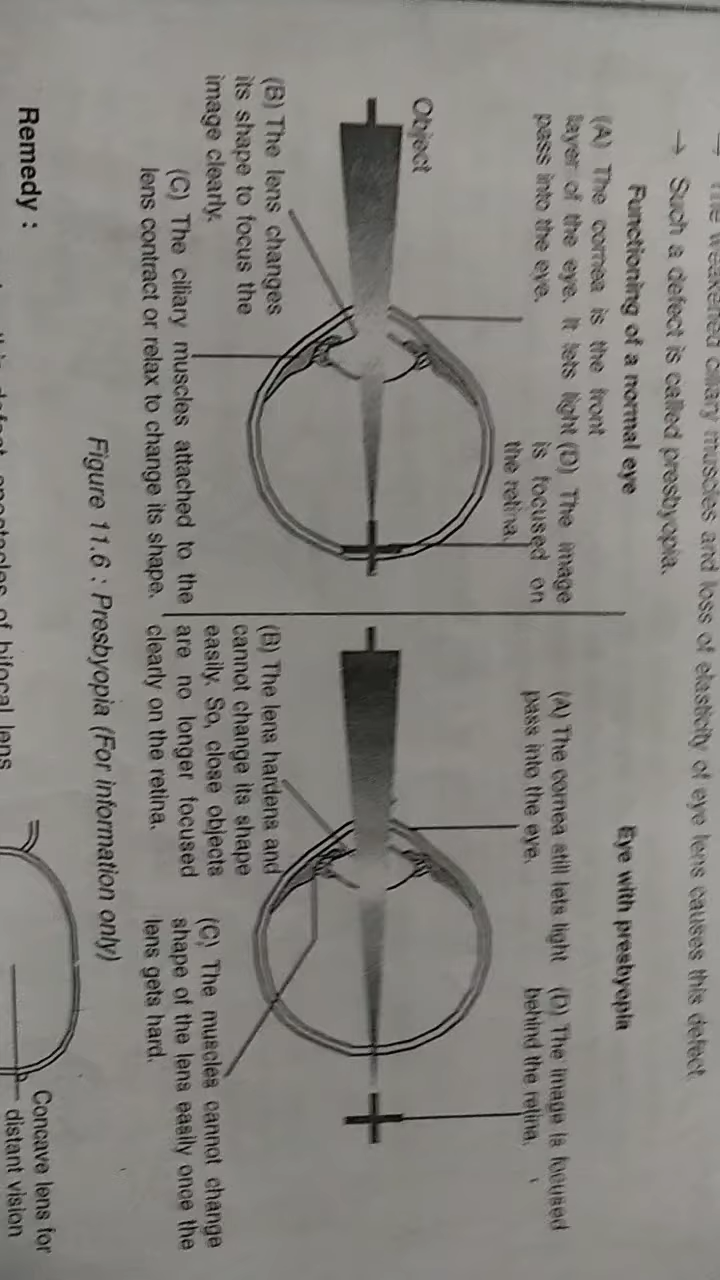 The weakened ciliary muscles and loss of elasticity of eye lens causes this defect.
→ Such a defect is called presbyopia.
Functioning of a normal eye
(A) The cornea is the front
layer of the eye. It lets light
pass into the eye.
(D) The image
is focused on
the retina.
Object
(B) The lens changes
its shape to focus the
image clearly.
(C) The ciliary muscles attached to the
lens contract or relax to change its shape.
Eye with presbyopia
(A) The cornea still lets light
pass into the eye.
(D) The image is focused
behind the retina.
(B) The lens hardens and
cannot change its shape
easily. So, close objects
are no longer focused
clearly on the retina.
(C) The muscles cannot change
shape of the lens easily once the
lens gets hard.
Figure 11.6 : Presbyopia (For information only)
Remedy :
Concave lens for
distant vision
this defect, spectacles of bifocal lens